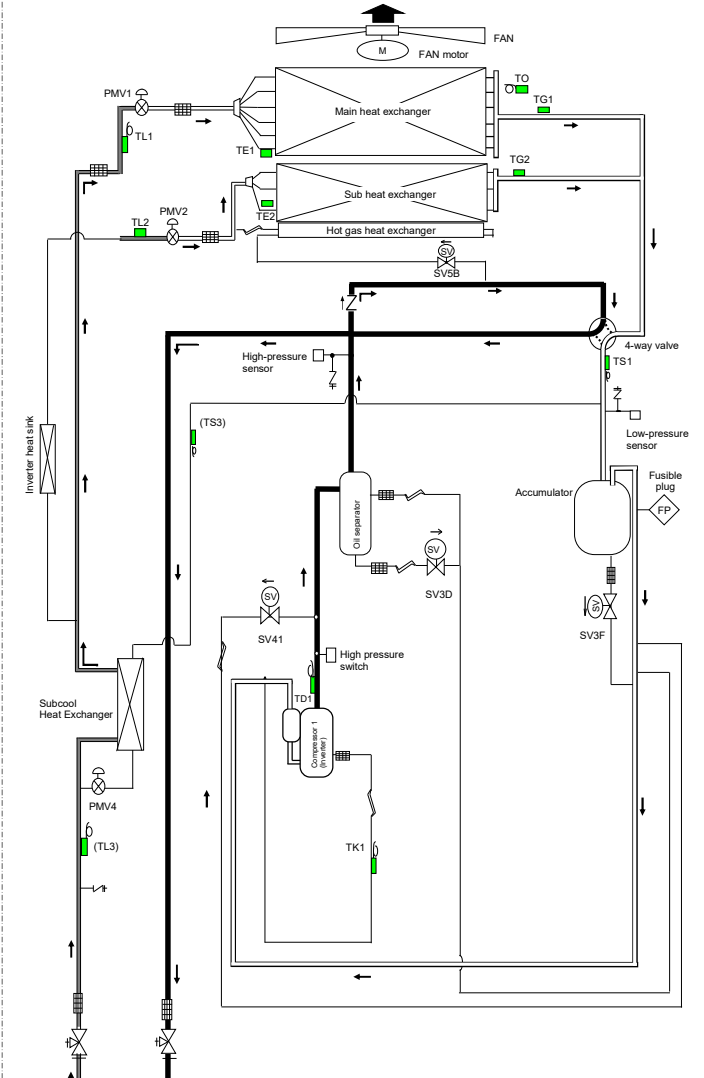 FAN
M
FAN motor
PMV1
TO
TG1
Main heat exchanger
TL1
TE1
TG2
Sub heat exchanger
PMV2
TL2
TE2
Hot gas heat exchanger
SV
SV5B
4-way valve
High-pressure
sensor
TS1
(TS3)
Low-pressure
sensor
Inverter heat sink
Fusible
plug
Accumulator
FP
Oil separator
SV
SV3D
SV
SV41
SV
SV3F
High pressure
switch
TD1
Subcool
Heat Exchanger
Compressor 1
(Inverter)
PMV4
(TL3)
TK1